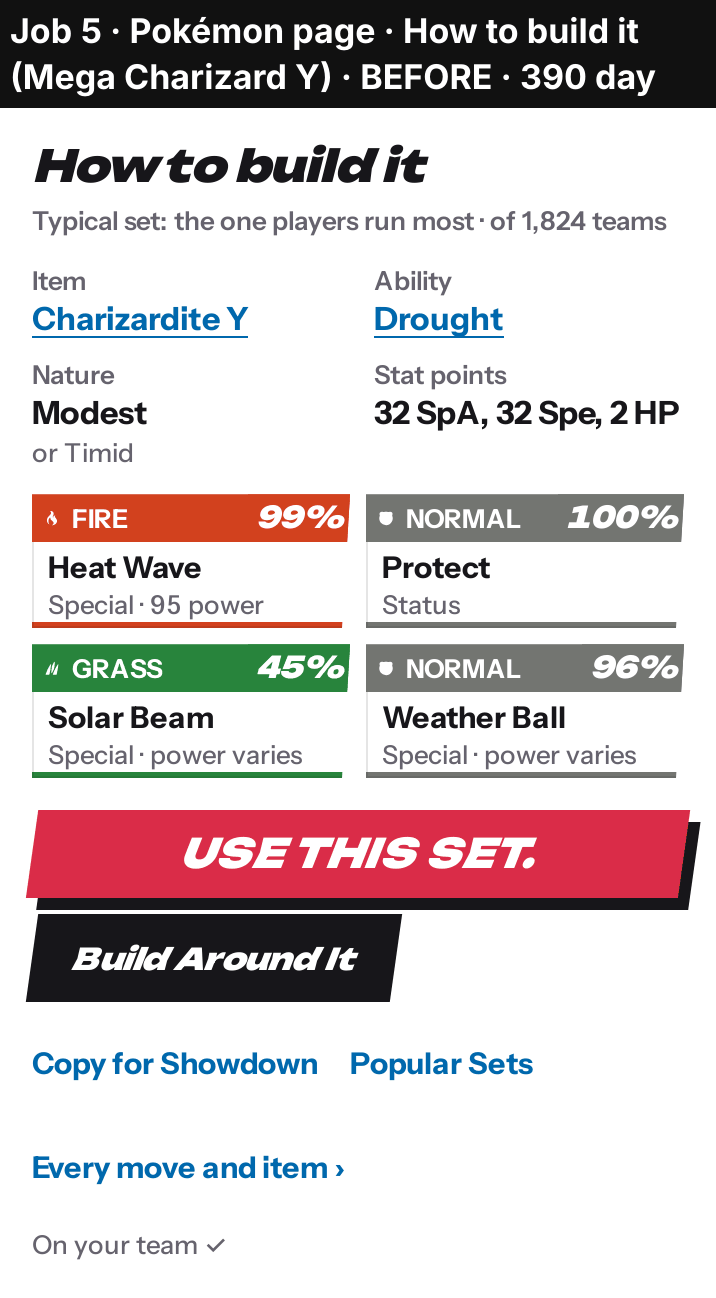 Job 5 · Pokémon page · How to build it
(Mega Charizard Y) · BEFORE · 390 day
How to build it
Typical set: the one players run most · of 1,824 teams
Item
Charizardite Y
Ability
Drought
Nature
Modest
or Timid
Stat points
32 SpA, 32 Spe, 2 HP
FIRE 99%
Heat Wave
Special · 95 power
NORMAL 100%
Protect
Status
GRASS 45%
Solar Beam
Special · power varies
NORMAL 96%
Weather Ball
Special · power varies
USE THIS SET.
Build Around It
Copy for Showdown Popular Sets
Every move and item ›
On your team ✓